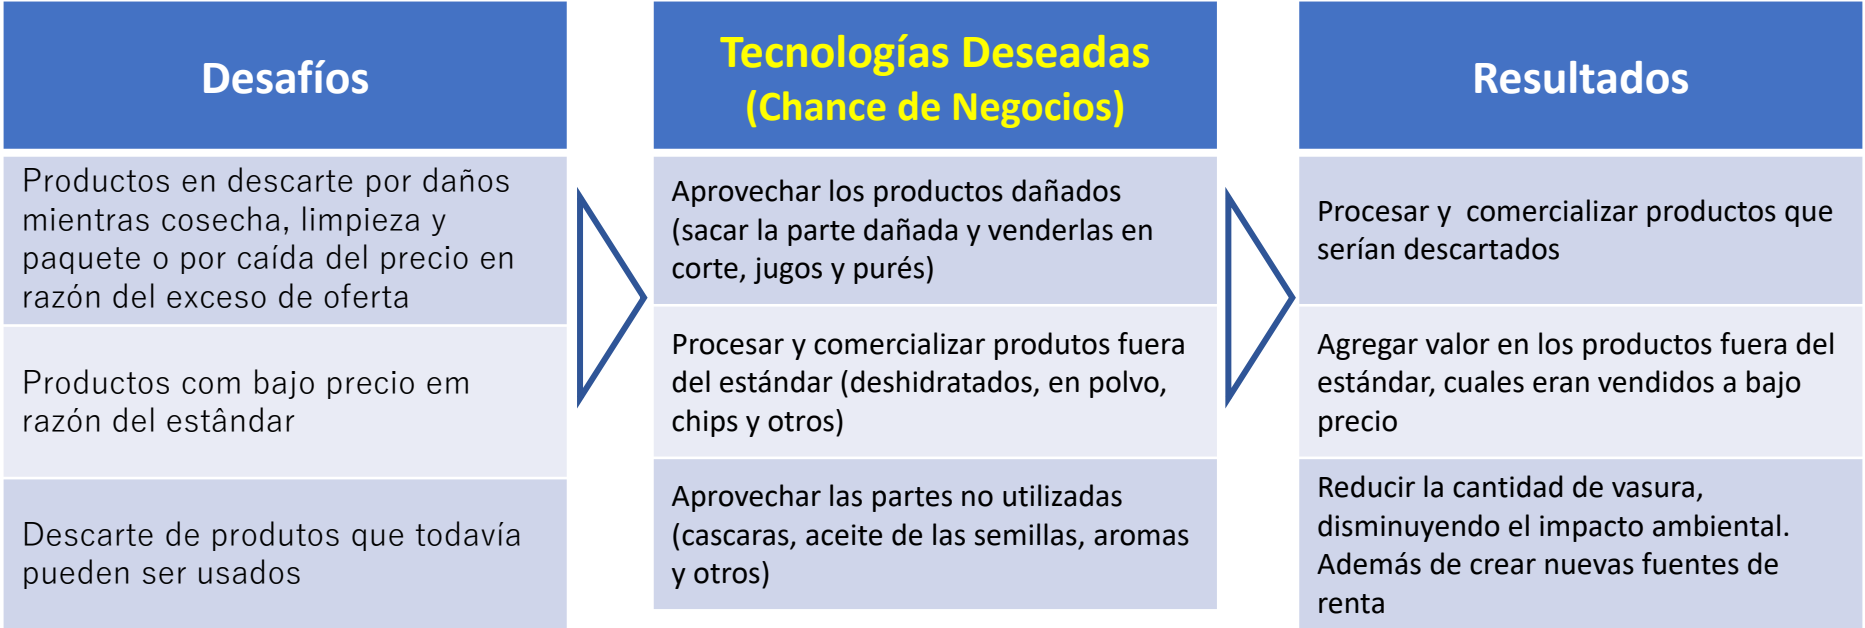 Desafíos
Productos en descarte por daños
mientras cosecha, limpieza y
paquete o por caída del precio en
razón del exceso de oferta
Productos com bajo precio em
razón del estândar
Descarte de produtos que todavía
pueden ser usados
Tecnologías Deseadas
(Chance de Negocios)
Aprovechar los productos dañados
(sacar la parte dañada y venderlas en
corte, jugos y purés)
Procesar y comercializar produtos fuera
del estándar (deshidratados, en polvo,
chips y otros)
Aprovechar las partes no utilizadas
(cascaras, aceite de las semillas, aromas
y otros)
Resultados
Procesar y  comercializar productos que
serían descartados
Agregar valor en los productos fuera del
estándar, cuales eran vendidos a bajo
precio
Reducir la cantidad de vasura,
disminuyendo el impacto ambiental.
Además de crear nuevas fuentes de
renta